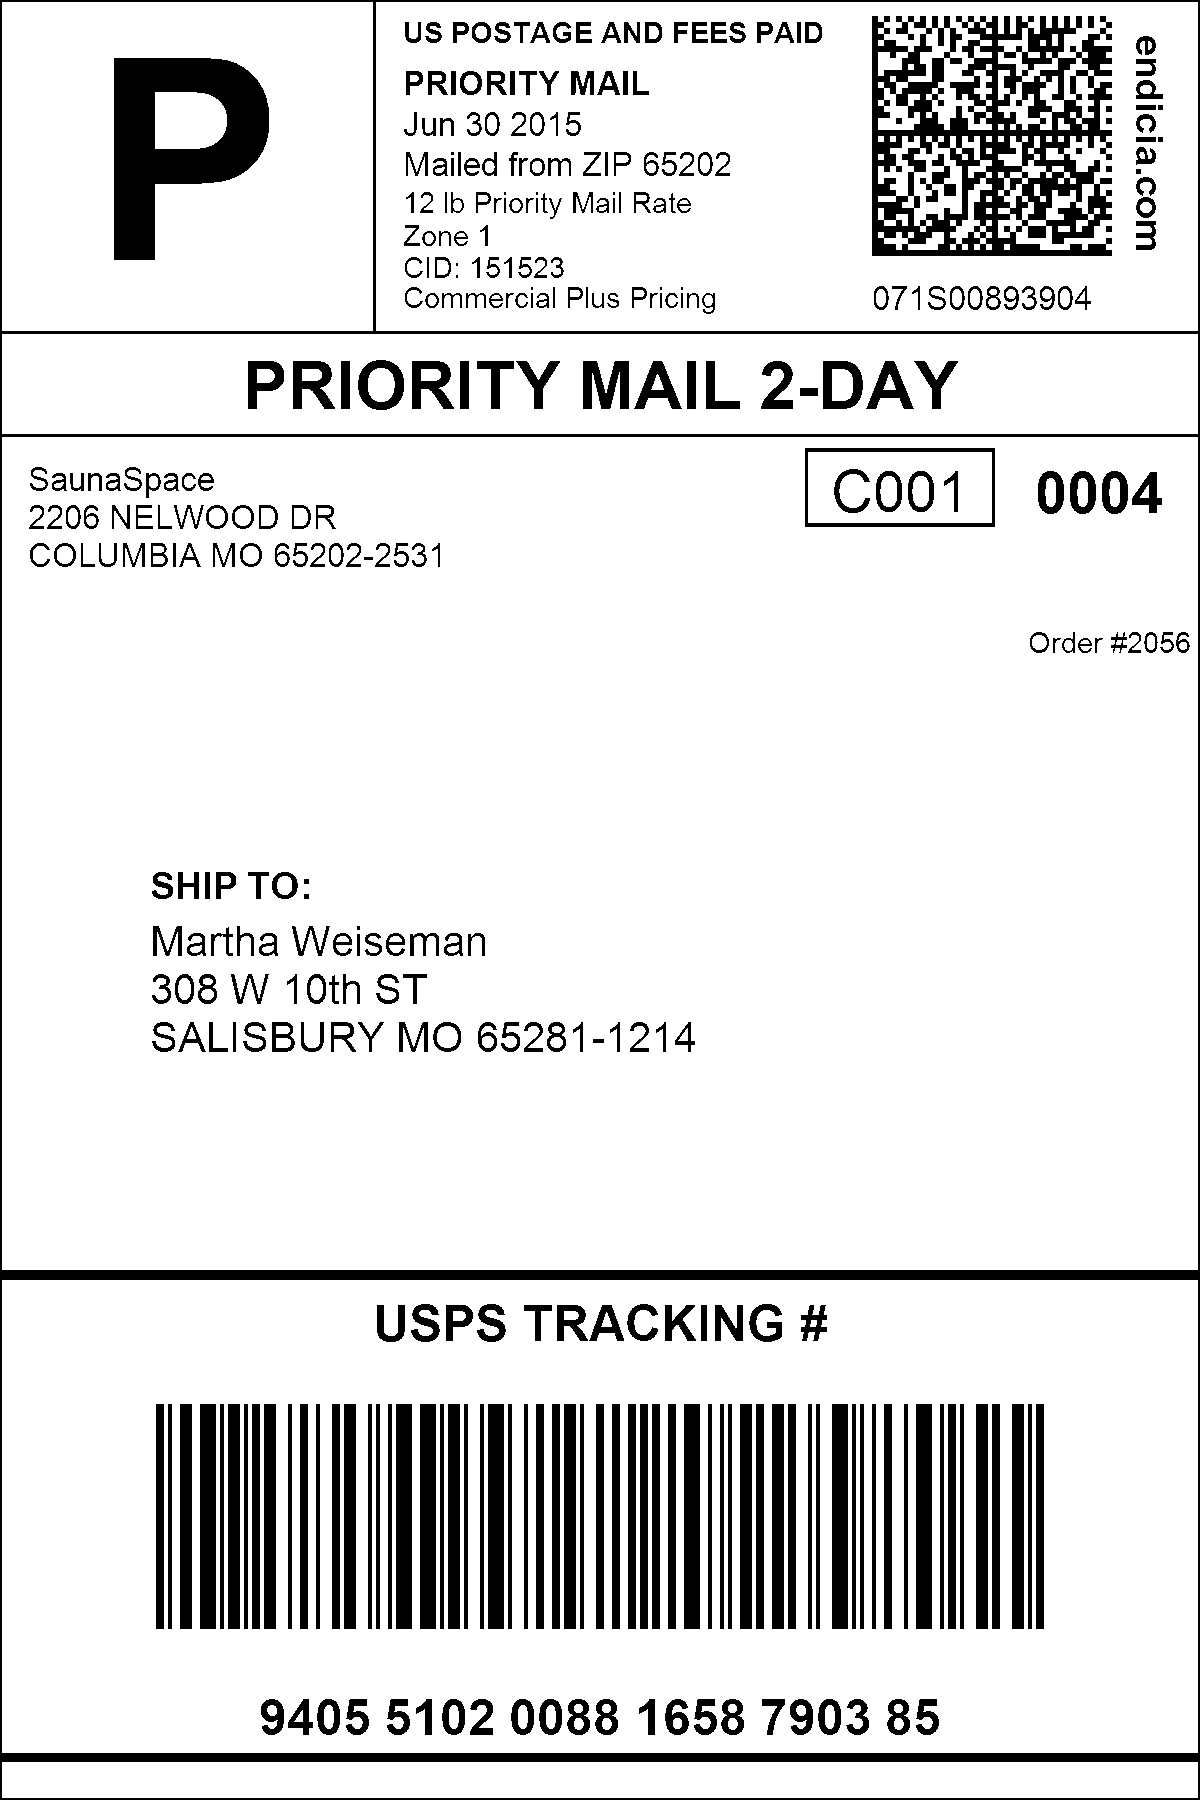 P
US POSTAGE AND FEES PAID
PRIORITY MAIL
Jun 30 2015
Mailed from ZIP 65202
12 lb Priority Mail Rate
Zone 1
CID: 151523
Commercial Plus Pricing
endicia.com
071S00893904
PRIORITY MAIL 2-DAY
SaunaSpace
2206 NELWOOD DR
COLUMBIA MO 65202-2531
C001
0004
Order #2056
SHIP TO:
Martha Weiseman
308 W 10th ST
SALISBURY MO 65281-1214
USPS TRACKING #
9405 5102 0088 1658 7903 85